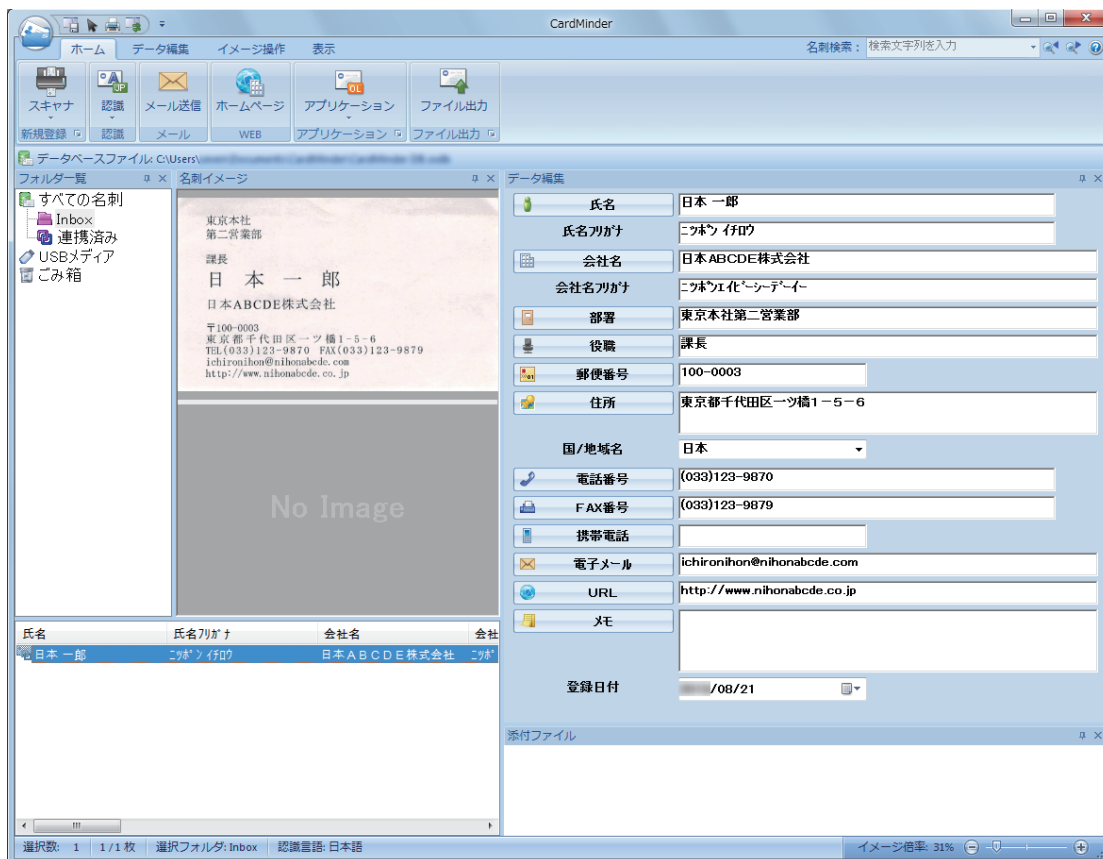 CardMinder
ホーム データ編集 イメージ操作 表示
名刺検索： 検索文字列を入力
スキャナ 認識 メール送信 ホームページ アプリケーション ファイル出力
新規登録 認識 メール WEB アプリケーション ファイル出力
データベースファイル: C:\Users\
フォルダ一覧
すべての名刺
Inbox
連携済み
USBメディア
ごみ箱
名刺イメージ
東京本社
第二営業部
課長
日 本 一 郎
日本ABCDE株式会社
〒100-0003
東京都千代田区一ツ橋1-5-6
TEL(033)123-9870 FAX(033)123-9879
ichironihon@nihonabcde.com
http://www.nihonabcde.co.jp
No Image
データ編集
氏名 日本 一郎
氏名フリガナ ニッポン イチロウ
会社名 日本ABCDE株式会社
会社名フリガナ ニッポンエイビーシーデーイー
部署 東京本社第二営業部
役職 課長
郵便番号 100-0003
住所 東京都千代田区一ツ橋1－5－6
国/地域名 日本
電話番号 (033)123-9870
FAX番号 (033)123-9879
携帯電話
電子メール ichironihon@nihonabcde.com
URL http://www.nihonabcde.co.jp
メモ
登録日付 /08/21
添付ファイル
氏名 氏名フリガナ 会社名 会社
日本 一郎 ニッポン イチロウ 日本ＡＢＣＤＥ株式会社 ニッポ
選択数: 1 1/1 枚 選択フォルダ: Inbox 認識言語: 日本語
イメージ倍率: 31%